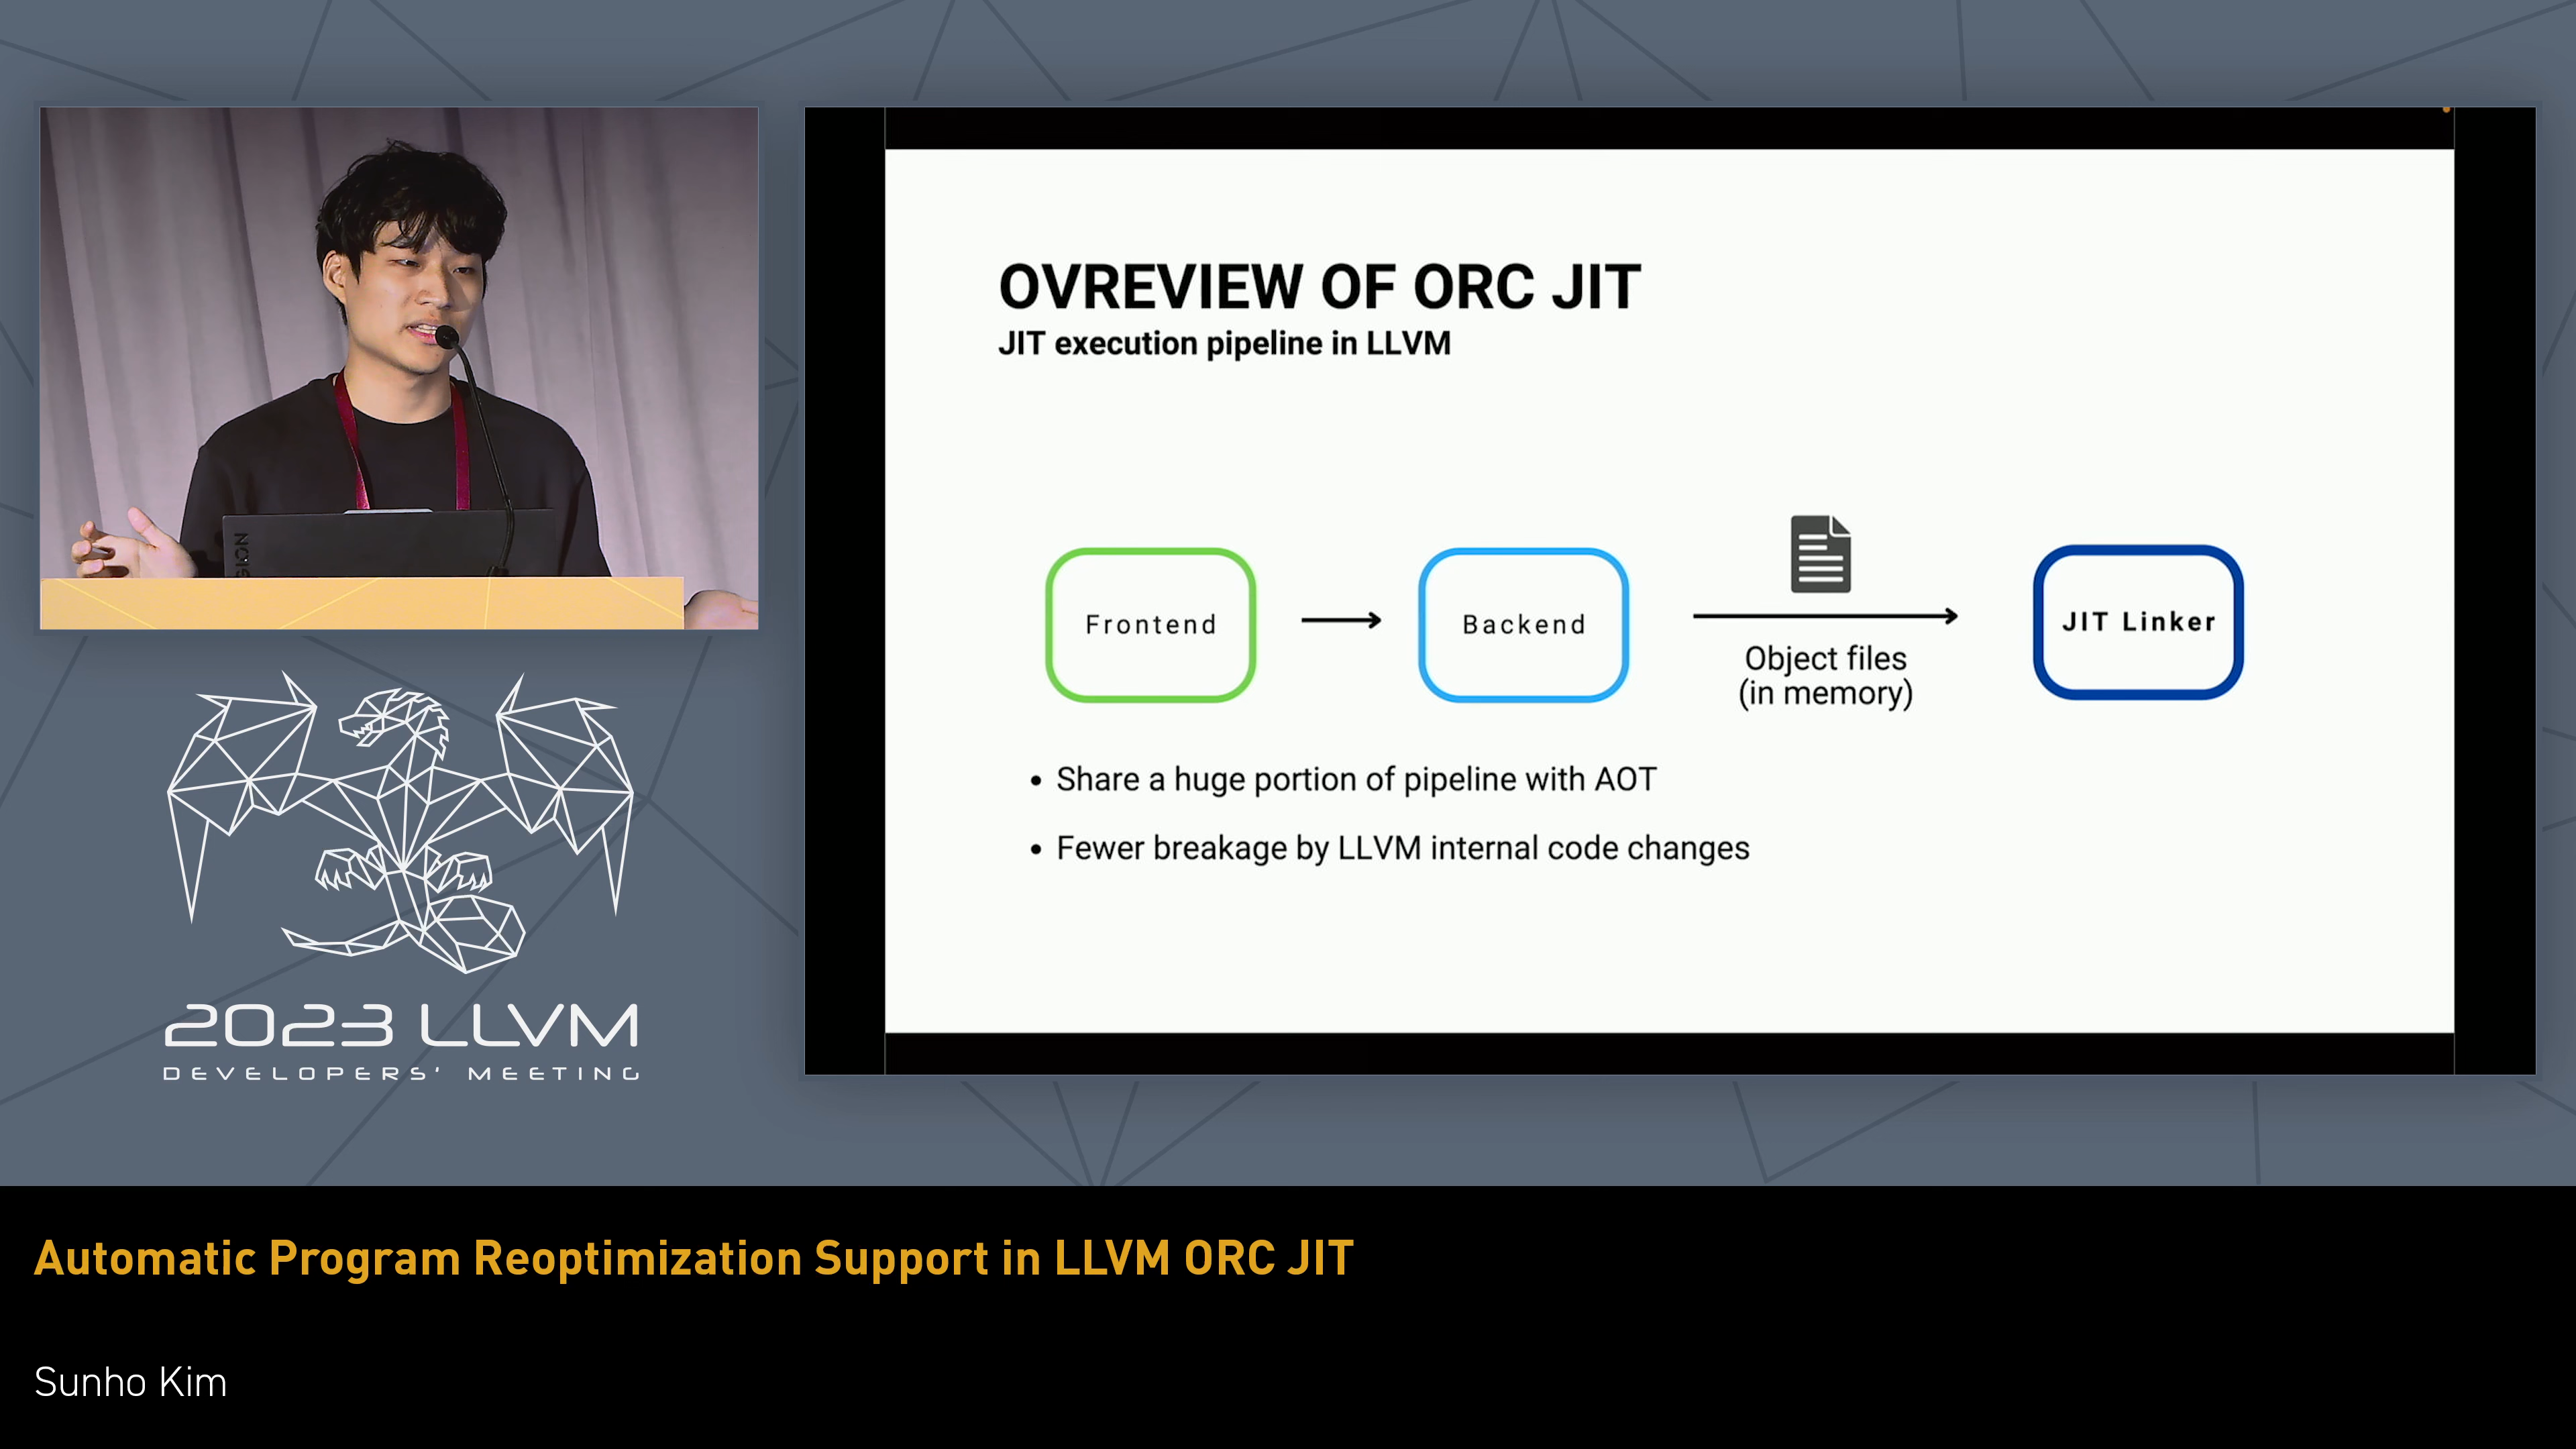 OVREVIEW OF ORC JIT
JIT execution pipeline in LLVM
Frontend
Backend
Object files
(in memory)
JIT Linker
• Share a huge portion of pipeline with AOT
• Fewer breakage by LLVM internal code changes
2023 LLVM
DEVELOPERS' MEETING
Automatic Program Reoptimization Support in LLVM ORC JIT
Sunho Kim